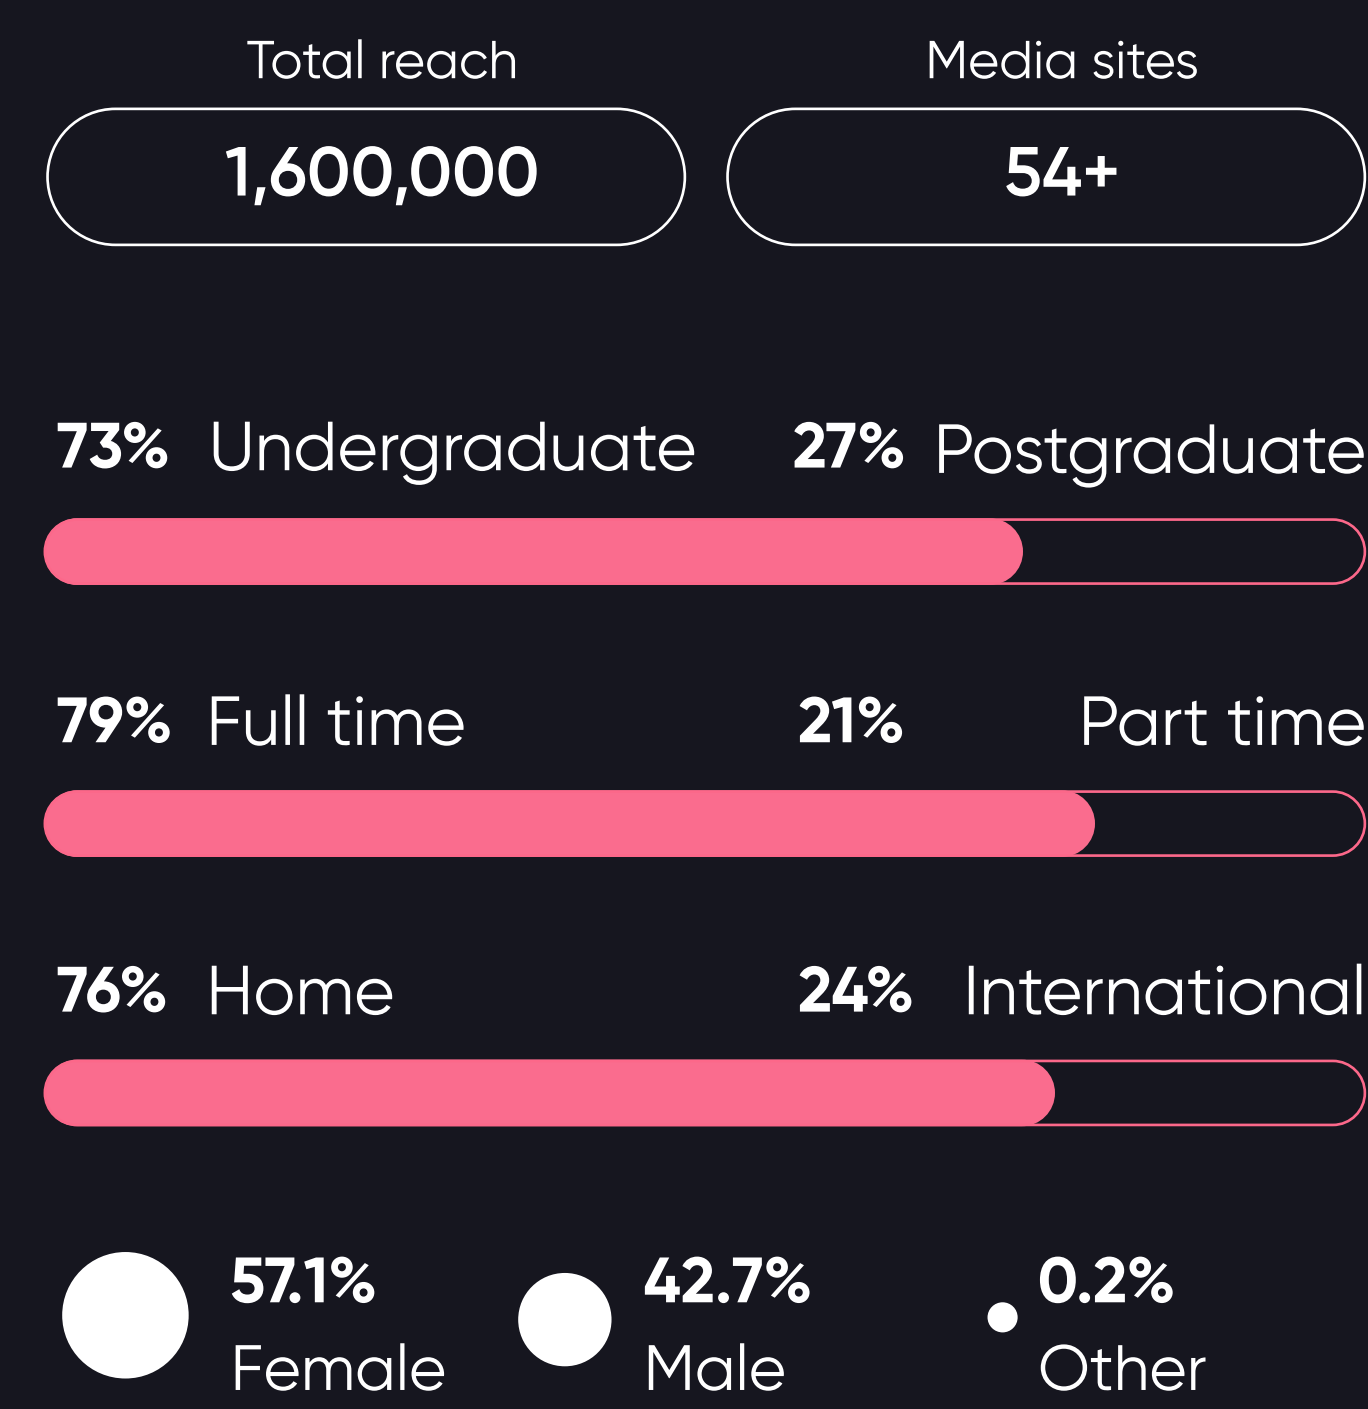 Total reach
Media sites
1,600,000
54+
73% Undergraduate
27% Postgraduate
79% Full time
21% Part time
76% Home
24% International
57.1%
Female
42.7%
Male
0.2%
Other